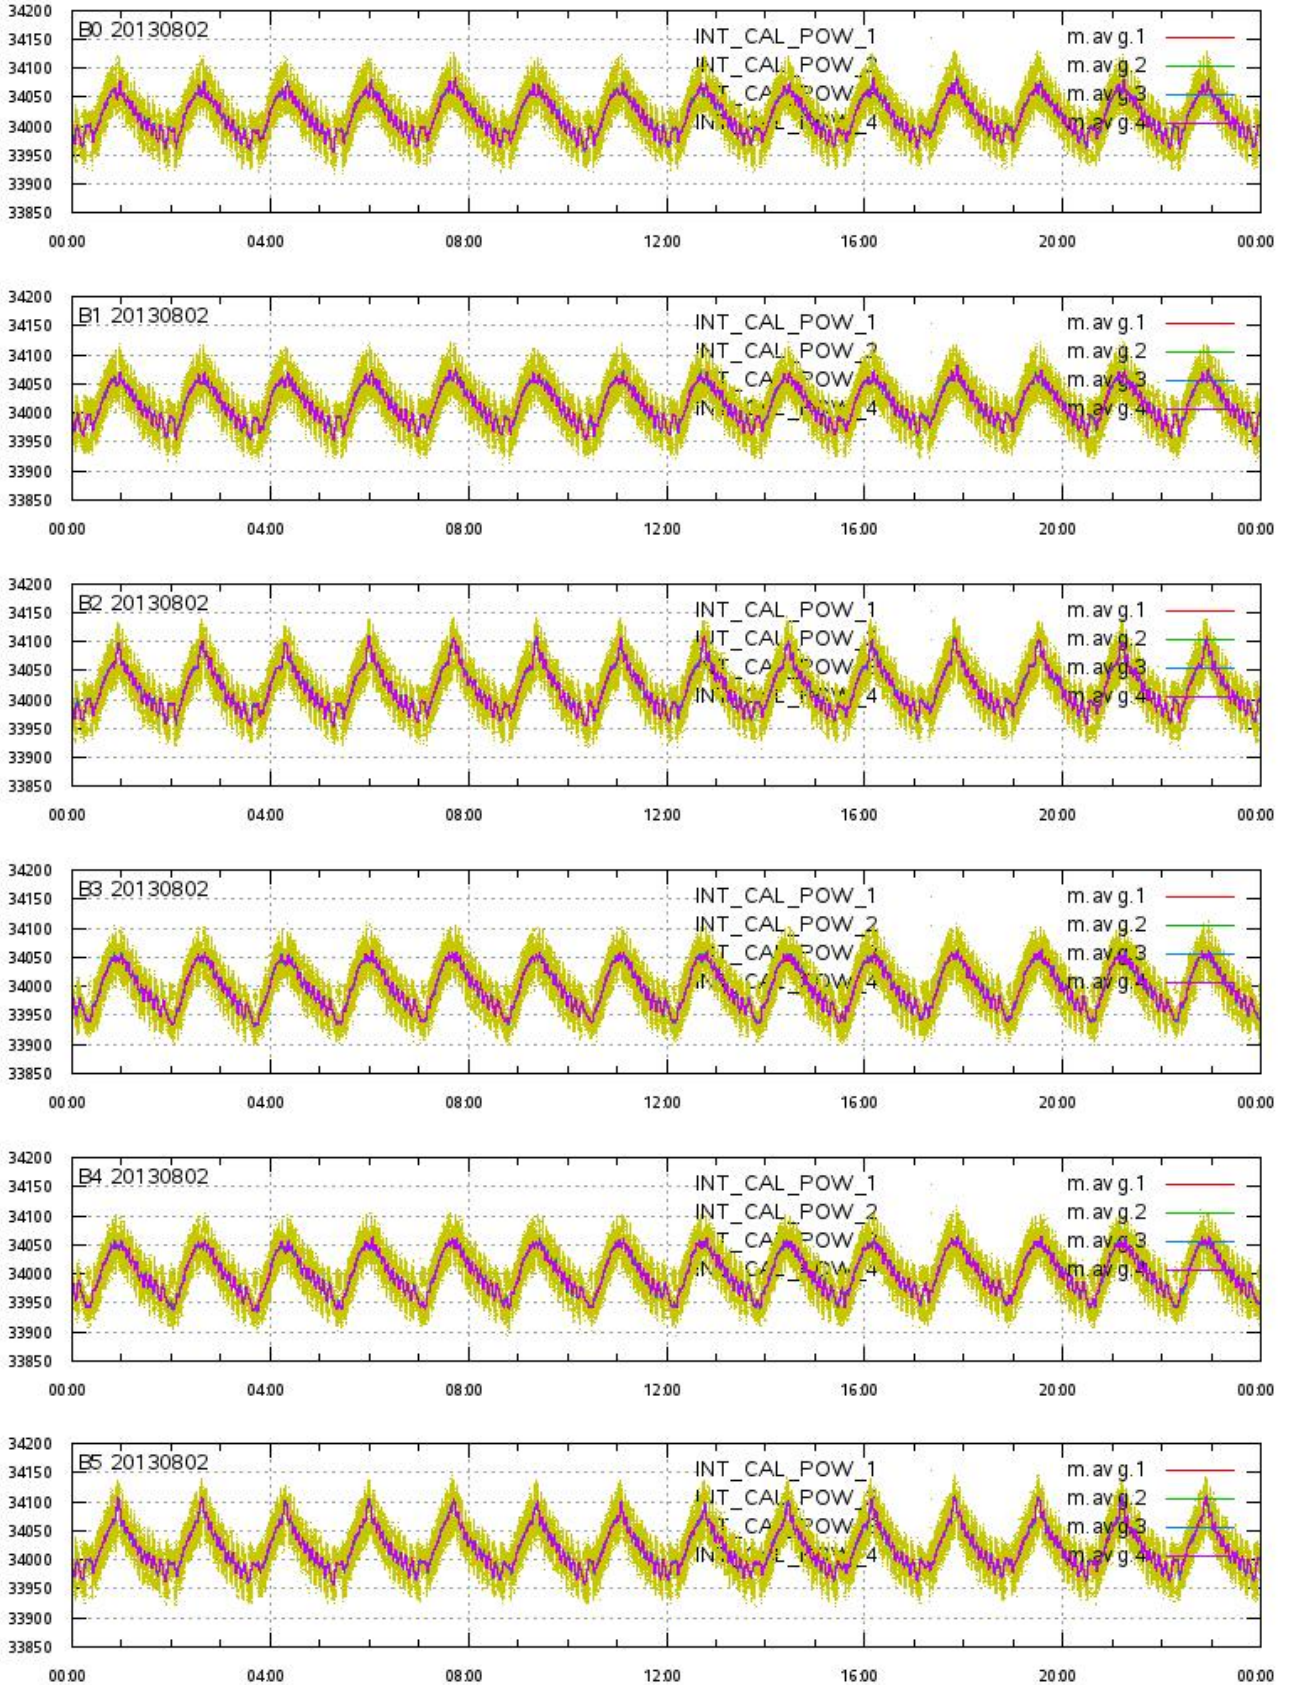 34200
B0 20130802 INT_CAL_POW_1 m.avg.1
34150
INT_CAL_POW_2 m.avg.2
34100
INT_CAL_POW m.avg.3
34050
INT_CAL_POW_4 m.avg.4
34000
33950
33900
33850
00:00 04:00 08:00 12:00 16:00 20:00 00:00
34200
B1 20130802 INT_CAL_POW_1 m.avg.1
34150
INT_CAL_POW_2 m.avg.2
34100
m.avg.3
34050
INT_CAL_POW_4 m.avg.4
34000
33950
33900
33850
00:00 04:00 08:00 12:00 16:00 20:00 00:00
34200
B2 20130802 INT_CAL_POW_1 m.avg.1
34150
INT_CAL_POW m.avg.2
34100
m.avg.3
34050
INT_CAL_POW_4 m.avg.4
34000
33950
33900
33850
00:00 04:00 08:00 12:00 16:00 20:00 00:00
34200
B3 20130802 INT_CAL_POW_1 m.avg.1
34150
INT_CAL_POW_2 m.avg.2
34100
m.avg.3
34050
m.avg.4
34000
33950
33900
33850
00:00 04:00 08:00 12:00 16:00 20:00 00:00
34200
B4 20130802 INT_CAL_POW_1 m.avg.1
34150
INT_CAL_POW_2 m.avg.2
34100
m.avg.3
34050
m.avg.4
34000
33950
33900
33850
00:00 04:00 08:00 12:00 16:00 20:00 00:00
34200
B5 20130802 INT_CAL_POW_1 m.avg.1
34150
INT_CAL_POW m.avg.2
34100
m.avg.3
34050
INT_CAL_POW_4 m.avg.4
34000
33950
33900
33850
00:00 04:00 08:00 12:00 16:00 20:00 00:00